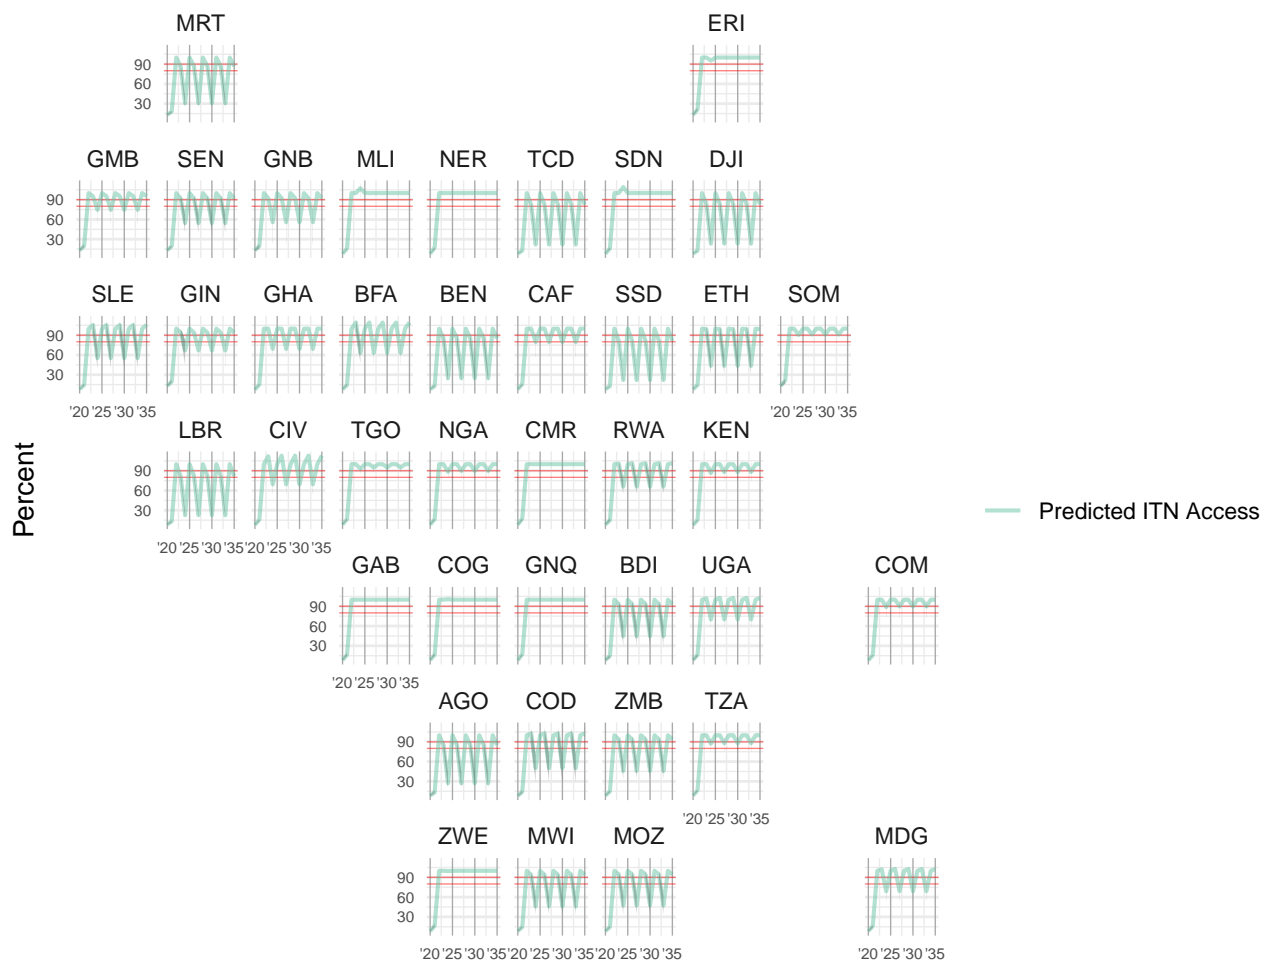 MRT ERI
90
60
30
GMB SEN GNB MLI NER TCD SDN DJI
90
60
30
SLE GIN GHA BFA BEN CAF SSD ETH SOM
90
60
30
'20 '25 '30 '35
LBR CIV TGO NGA CMR RWA KEN
90
60
30
'20 '25 '30 '35 '20 '25 '30 '35
GAB COG GNQ BDI UGA COM
90
60
30
'20 '25 '30 '35
AGO COD ZMB TZA
90
60
30
'20 '25 '30 '35
ZWE MWI MOZ MDG
90
60
30
'20 '25 '30 '35 '20 '25 '30 '35 '20 '25 '30 '35 '20 '25 '30 '35
Percent
Predicted ITN Access